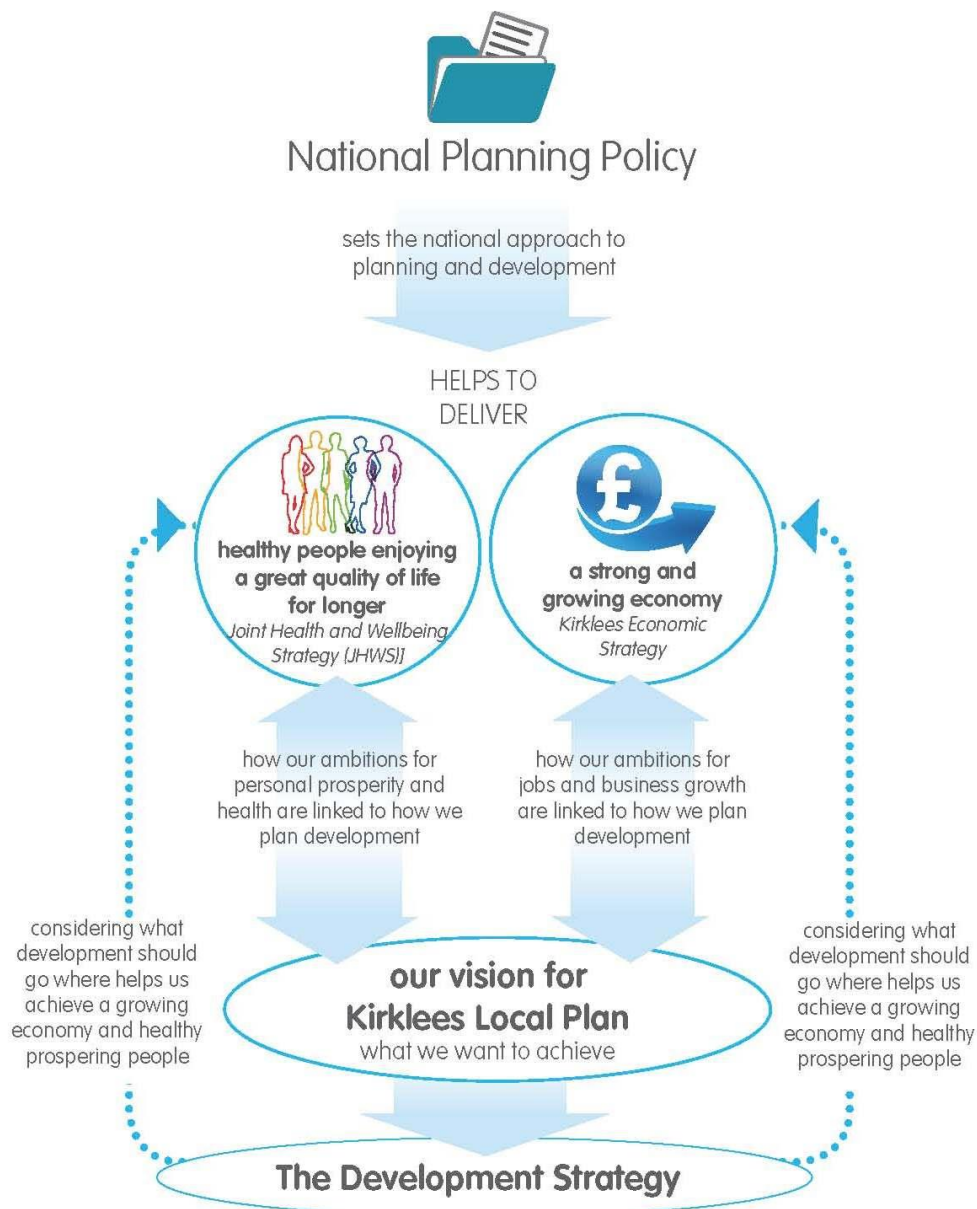 National Planning Policy
sets the national approach to
planning and development
HELPS TO
DELIVER
healthy people enjoying
a great quality of life
for longer
Joint Health and Wellbeing
Strategy (JHWS)]
£
a strong and
growing economy
Kirklees Economic
Strategy
how our ambitions for
personal prosperity and
health are linked to how we
plan development
how our ambitions for
jobs and business growth
are linked to how we plan
development
considering what
development should
go where helps us
achieve a growing
economy and healthy
prospering people
our vision for
Kirklees Local Plan
what we want to achieve
considering what
development should
go where helps us
achieve a growing
economy and healthy
prospering people
The Development Strategy